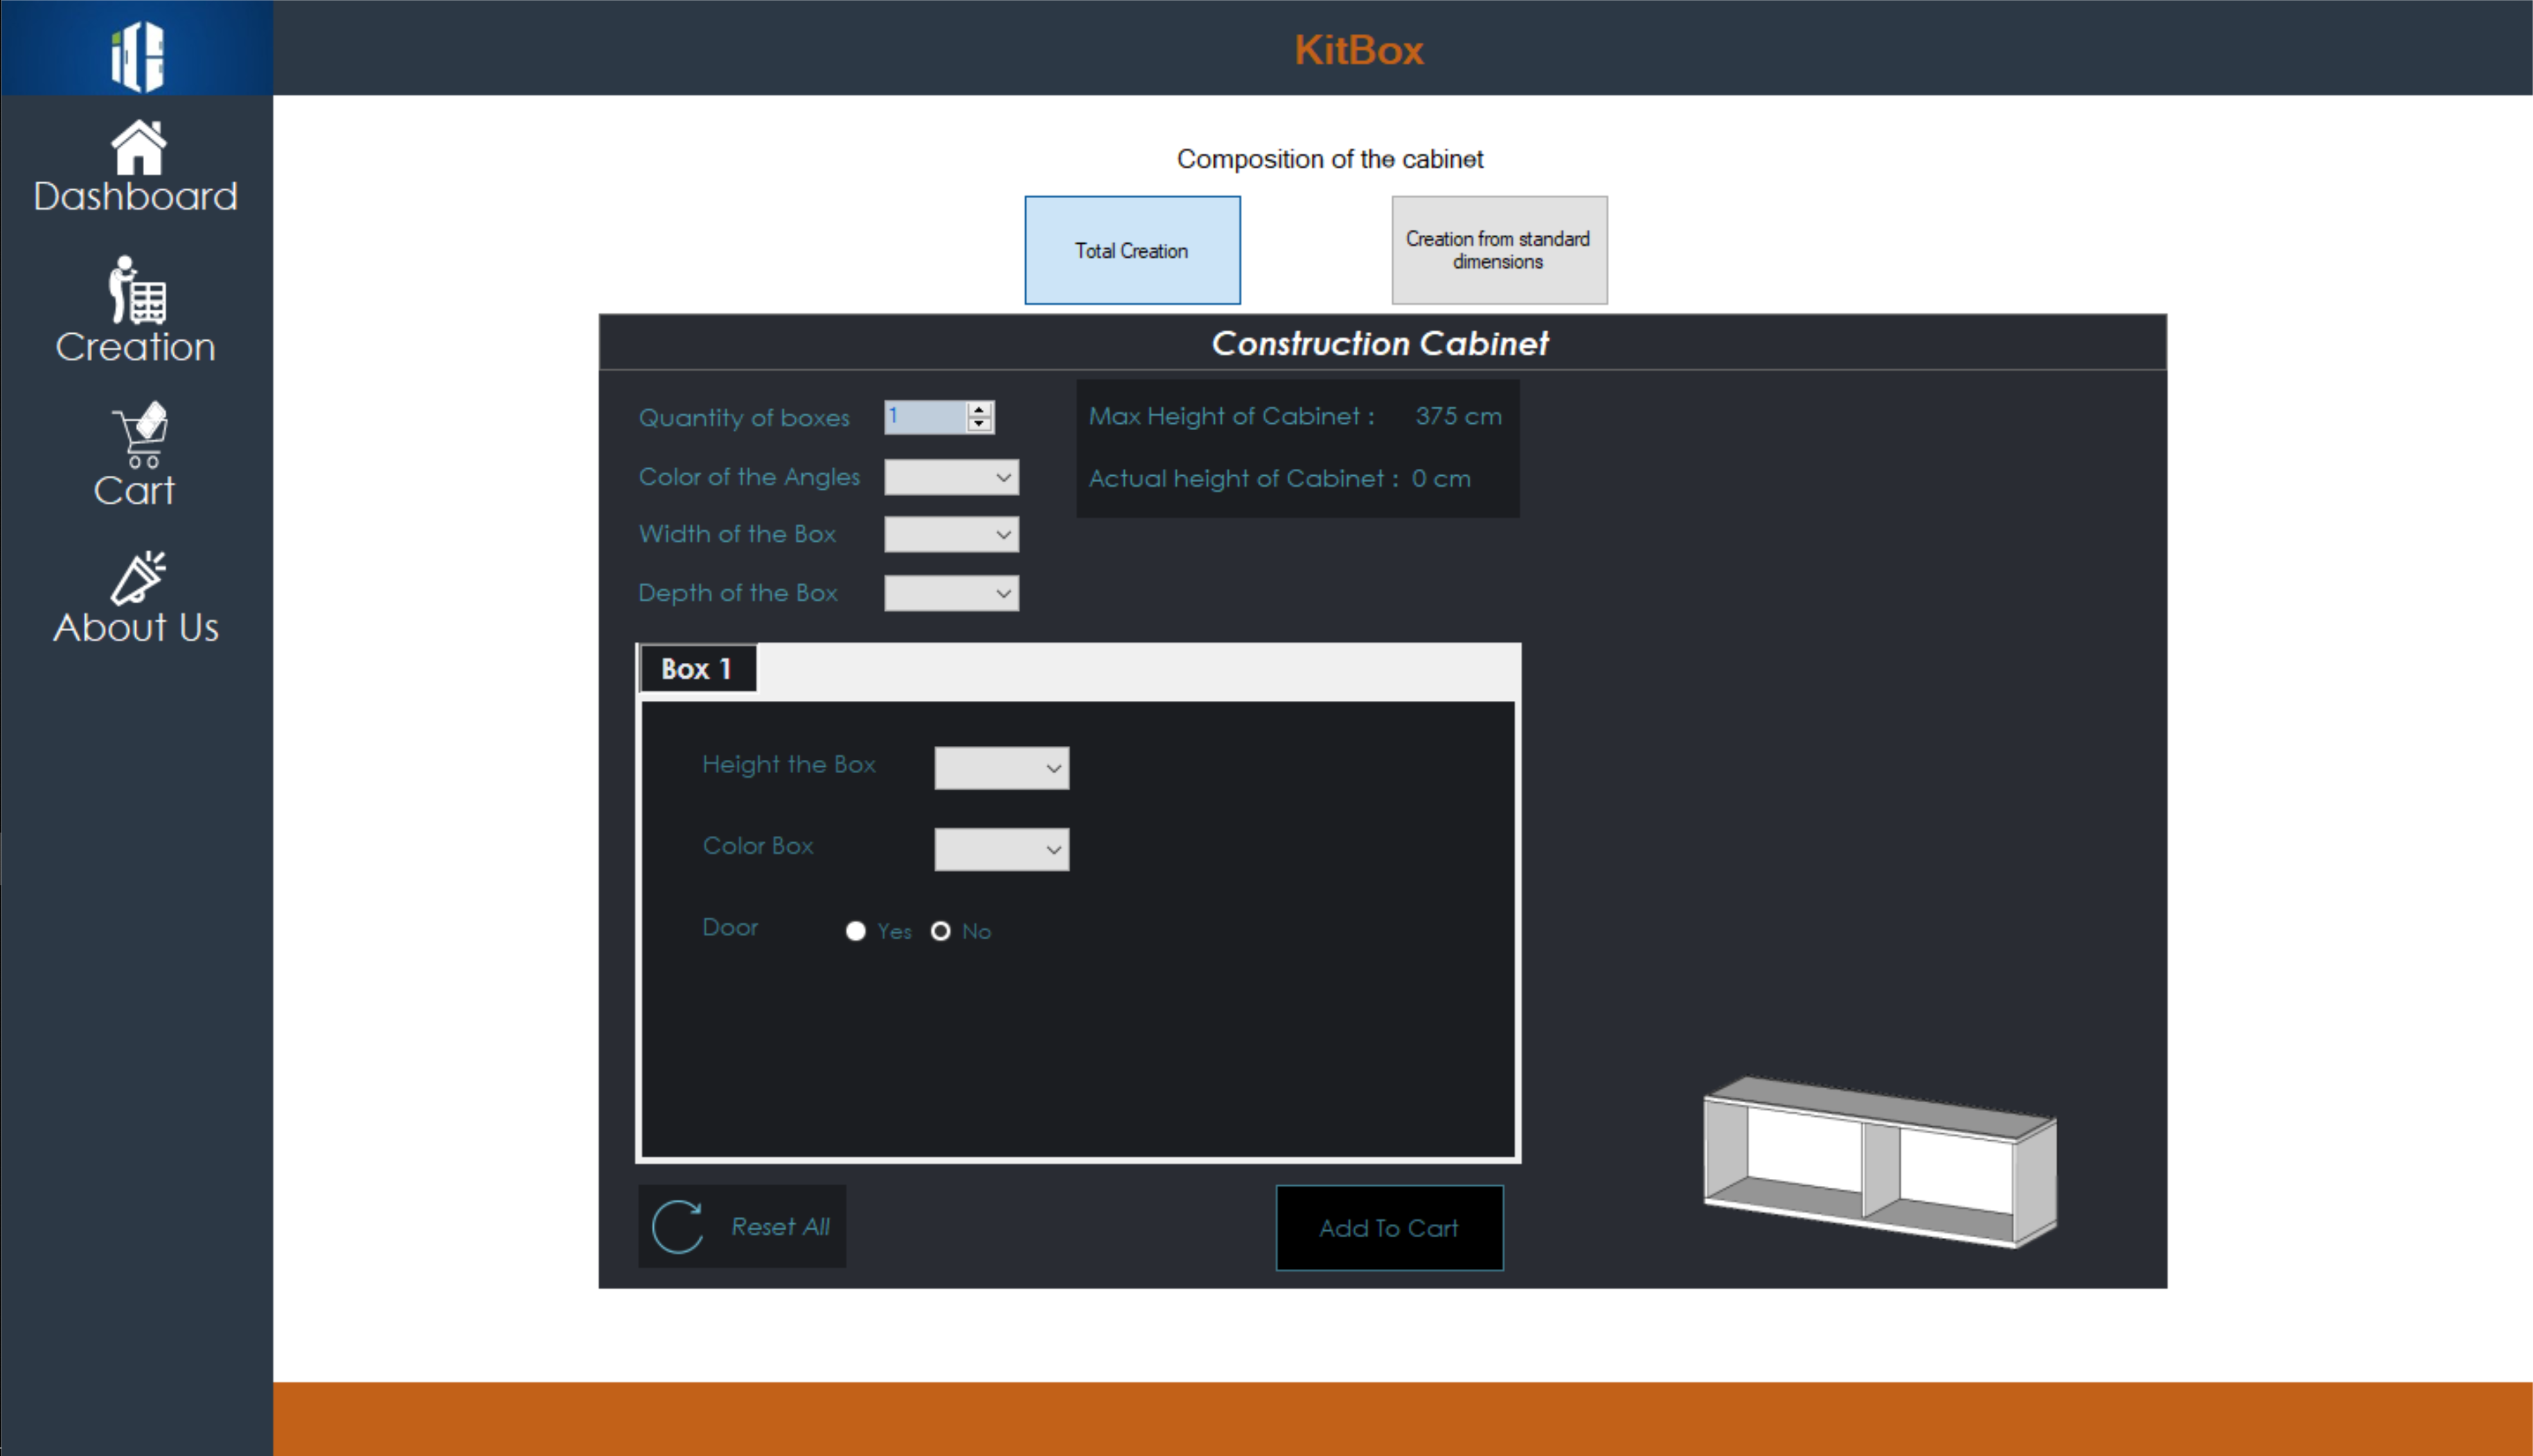 KitBox
Dashboard
Creation
Cart
About Us
Composition of the cabinet
Total Creation
Creation from standard
dimensions
Construction Cabinet
Quantity of boxes 1
Max Height of Cabinet : 375 cm
Color of the Angles
Actual height of Cabinet : 0 cm
Width of the Box
Depth of the Box
Box 1
Height the Box
Color Box
Door Yes No
Reset All
Add To Cart